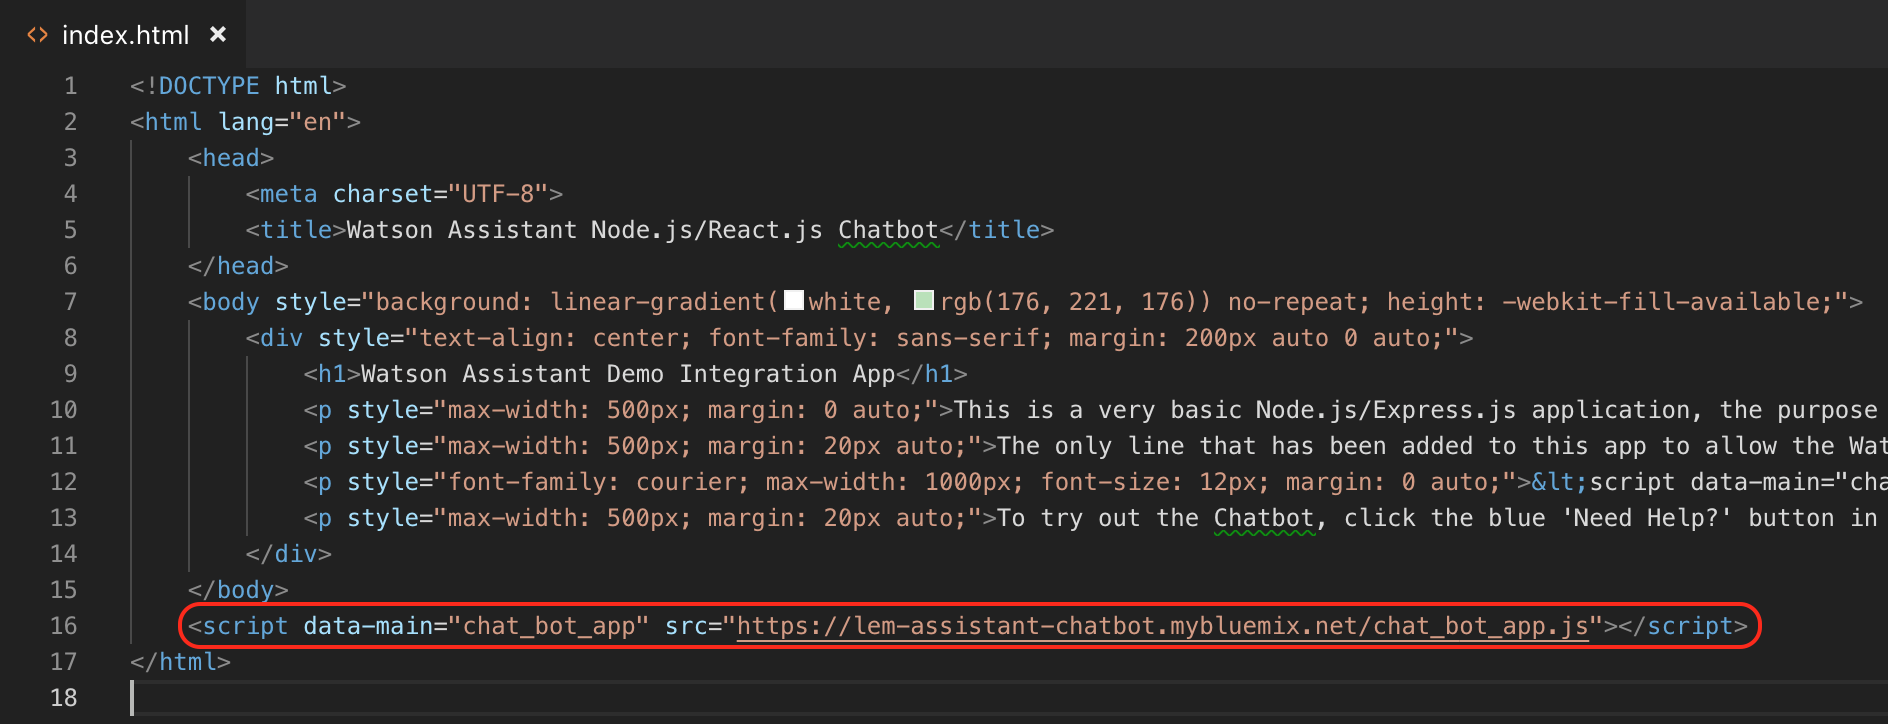 index.html
1 <!DOCTYPE html>
2 <html lang="en">
3 <head>
4 <meta charset="UTF-8">
5 <title>Watson Assistant Node.js/React.js Chatbot</title>
6 </head>
7 <body style="background: linear-gradient(white, rgb(176, 221, 176)) no-repeat; height: -webkit-fill-available;">
8 <div style="text-align: center; font-family: sans-serif; margin: 200px auto 0 auto;">
9 <h1>Watson Assistant Demo Integration App</h1>
10 <p style="max-width: 500px; margin: 0 auto;">This is a very basic Node.js/Express.js application, the purpose
11 <p style="max-width: 500px; margin: 20px auto;">The only line that has been added to this app to allow the Wat
12 <p style="font-family: courier; max-width: 1000px; font-size: 12px; margin: 0 auto;">&lt;script data-main="cha
13 <p style="max-width: 500px; margin: 20px auto;">To try out the Chatbot, click the blue 'Need Help?' button in
14 </div>
15 </body>
16 <script data-main="chat_bot_app" src="https://lem-assistant-chatbot.mybluemix.net/chat_bot_app.js"></script>
17 </html>
18